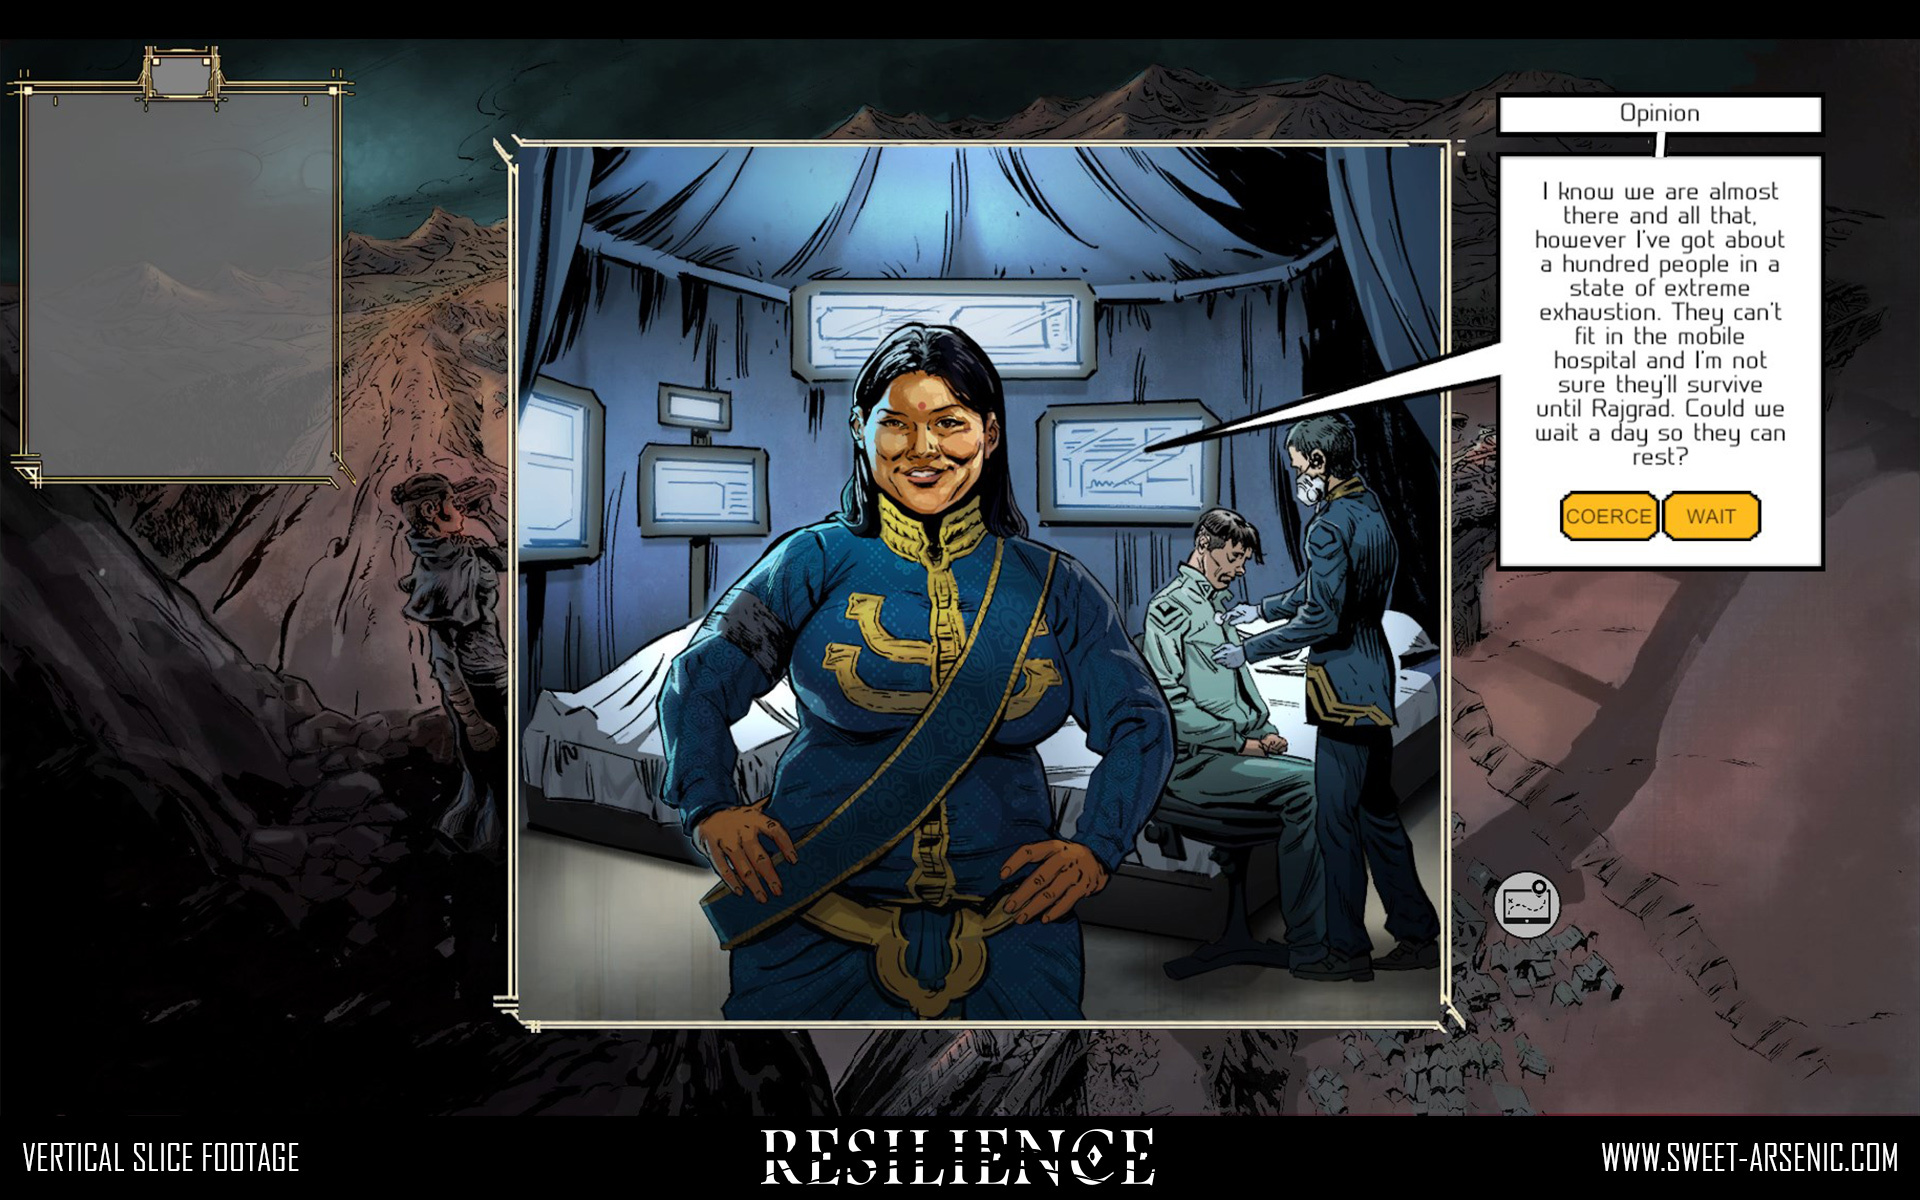 Opinion
I know we are almost
there and all that,
however I've got about
a hundred people in a
state of extreme
exhaustion. They can't
fit in the mobile
hospital and I'm not
sure they'll survive
until Rajgrad. Could we
wait a day so they can
rest?
COERCE WAIT
VERTICAL SLICE FOOTAGE
RESILIENCE
WWW.SWEET-ARSENIC.COM